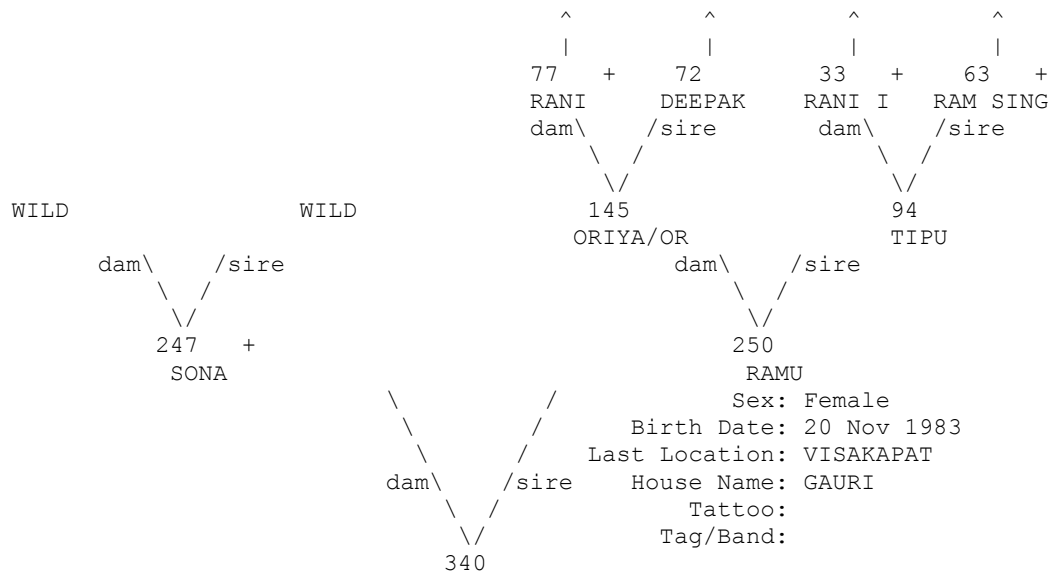 ^ ^ ^ ^
| | | |
77 + 72 33 + 63 +
RANI DEEPAK RANI I RAM SING
dam\ /sire dam\ /sire
\ / \ /
\/ \/
WILD WILD 145 94
ORIYA/OR TIPU
dam\ /sire dam\ /sire
\ / \ /
\/ \/
247 + 250
SONA RAMU
\ / Sex: Female
\ / Birth Date: 20 Nov 1983
\ / Last Location: VISAKAPAT
dam\ /sire House Name: GAURI
\ / Tattoo:
\/ Tag/Band:
340